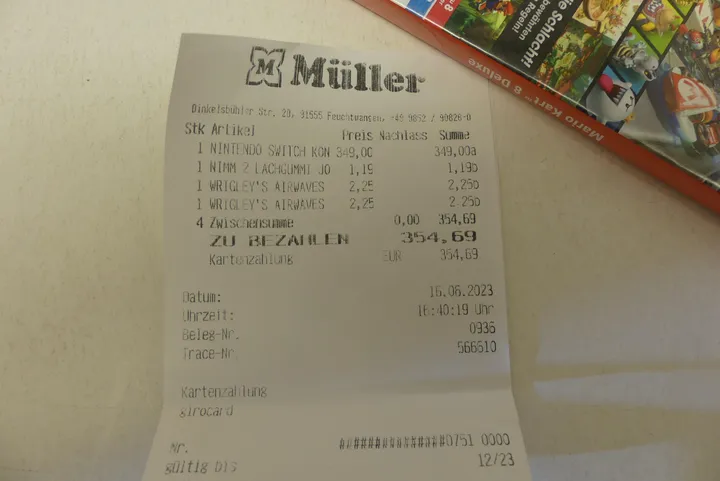 M Müller
Dinkelsbühler Str. 20, 91555 Feuchtwangen, +49 9852 / 90826-0
Stk Artikel Preis Nachlass Summe
1 NINTENDO SWITCH KON 349,00 349,00a
1 NIMM 2 LACHGUMMI JO 1,19 1,19b
1 WRIGLEY'S AIRWAVES 2,25 2,25b
1 WRIGLEY'S AIRWAVES 2,25 2,25b
4 Zwischensumme 0,00 354,69
ZU BEZAHLEN 354,69
Kartenzahlung EUR 354,69
Datum: 16.06.2023
Uhrzeit: 16:40:19 Uhr
Beleg-Nr. 0936
Trace-Nr. 566610
Kartenzahlung
girocard
Nr. ###############0751 0000
gültig bis 12/23
Schlacht!!
bewährten
Regeln!
Mario Kart™ 8 Deluxe